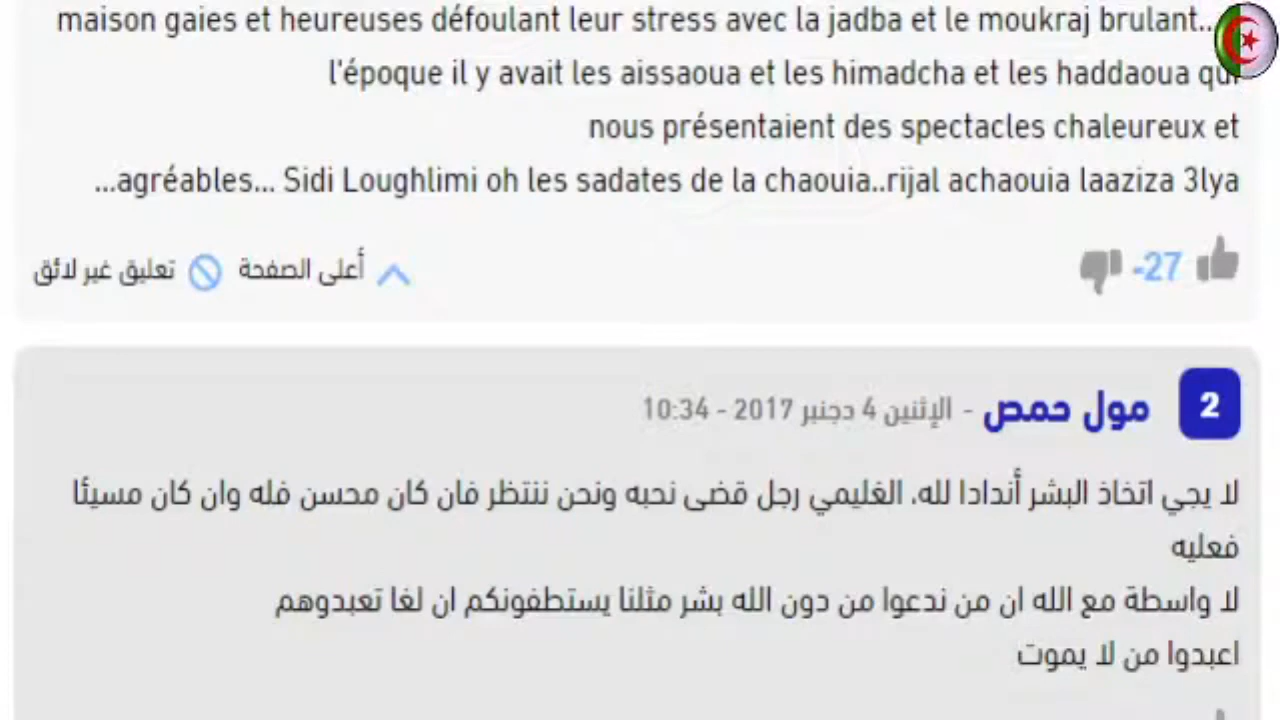 maison gaies et heureuses défoulant leur stress avec la jadba et le moukraj brulant..
l'époque il y avait les aissaoua et les himadcha et les haddaoua qui
nous présentaient des spectacles chaleureux et
...agréables... Sidi Loughlimi oh les sadates de la chaouia..rijal achaouia laaziza 3lya
-27 أعلى الصفحة تعليق غير لائق
2 مول حمص - الإثنين 4 دجنبر 2017 - 10:34
لا يجي اتخاذ البشر أندادا لله، الغليمي رجل قضى نحبه ونحن ننتظر فان كان محسن فله وان كان مسيئا
فعليه
لا واسطة مع الله ان من ندعوا من دون الله بشر مثلنا يستطفونكم ان لغا تعبدوهم
اعبدوا من لا يموت